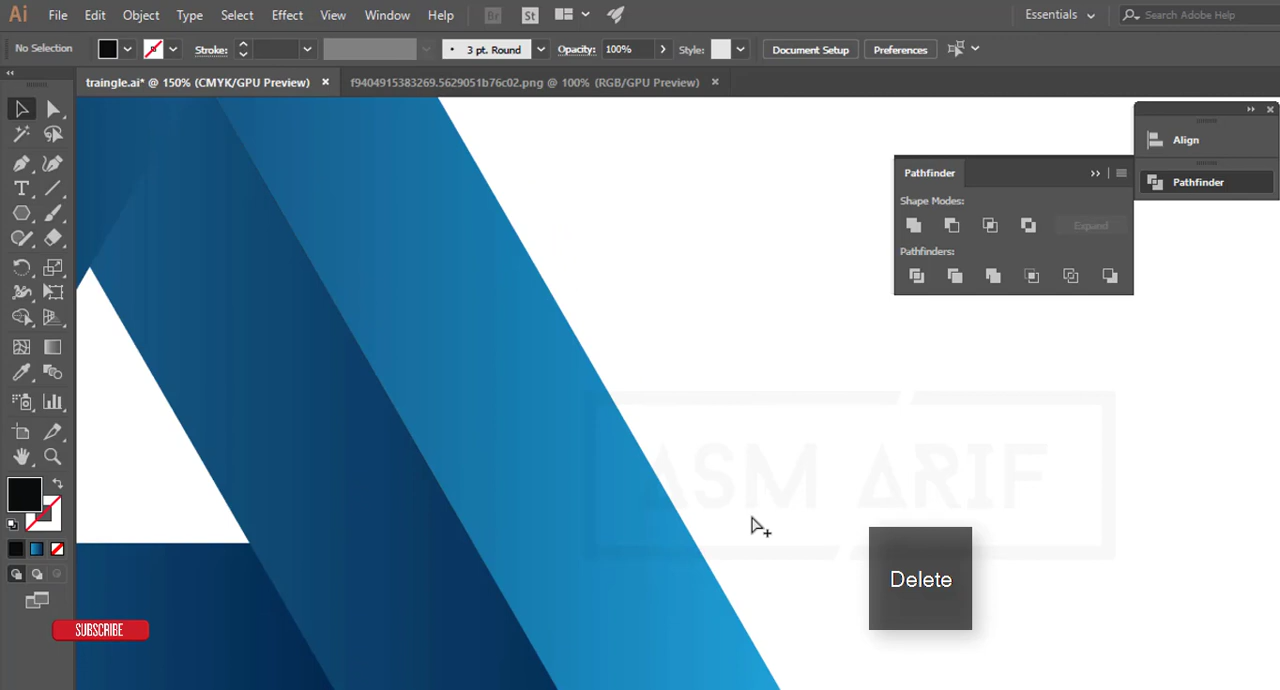 Ai File Edit Object Type Select Effect View Window Help Br St Essentials Search Adobe Help
No Selection Stroke: 3 pt. Round Opacity: 100% Style: Document Setup Preferences
traingle.ai* @ 150% (CMYK/GPU Preview) × f9404915383269.5629051b76c02.png @ 100% (RGB/GPU Preview) ×
Align
Pathfinder
Pathfinder
Shape Modes:
Expand
Pathfinders:
ASM ARIF
Delete
SUBSCRIBE